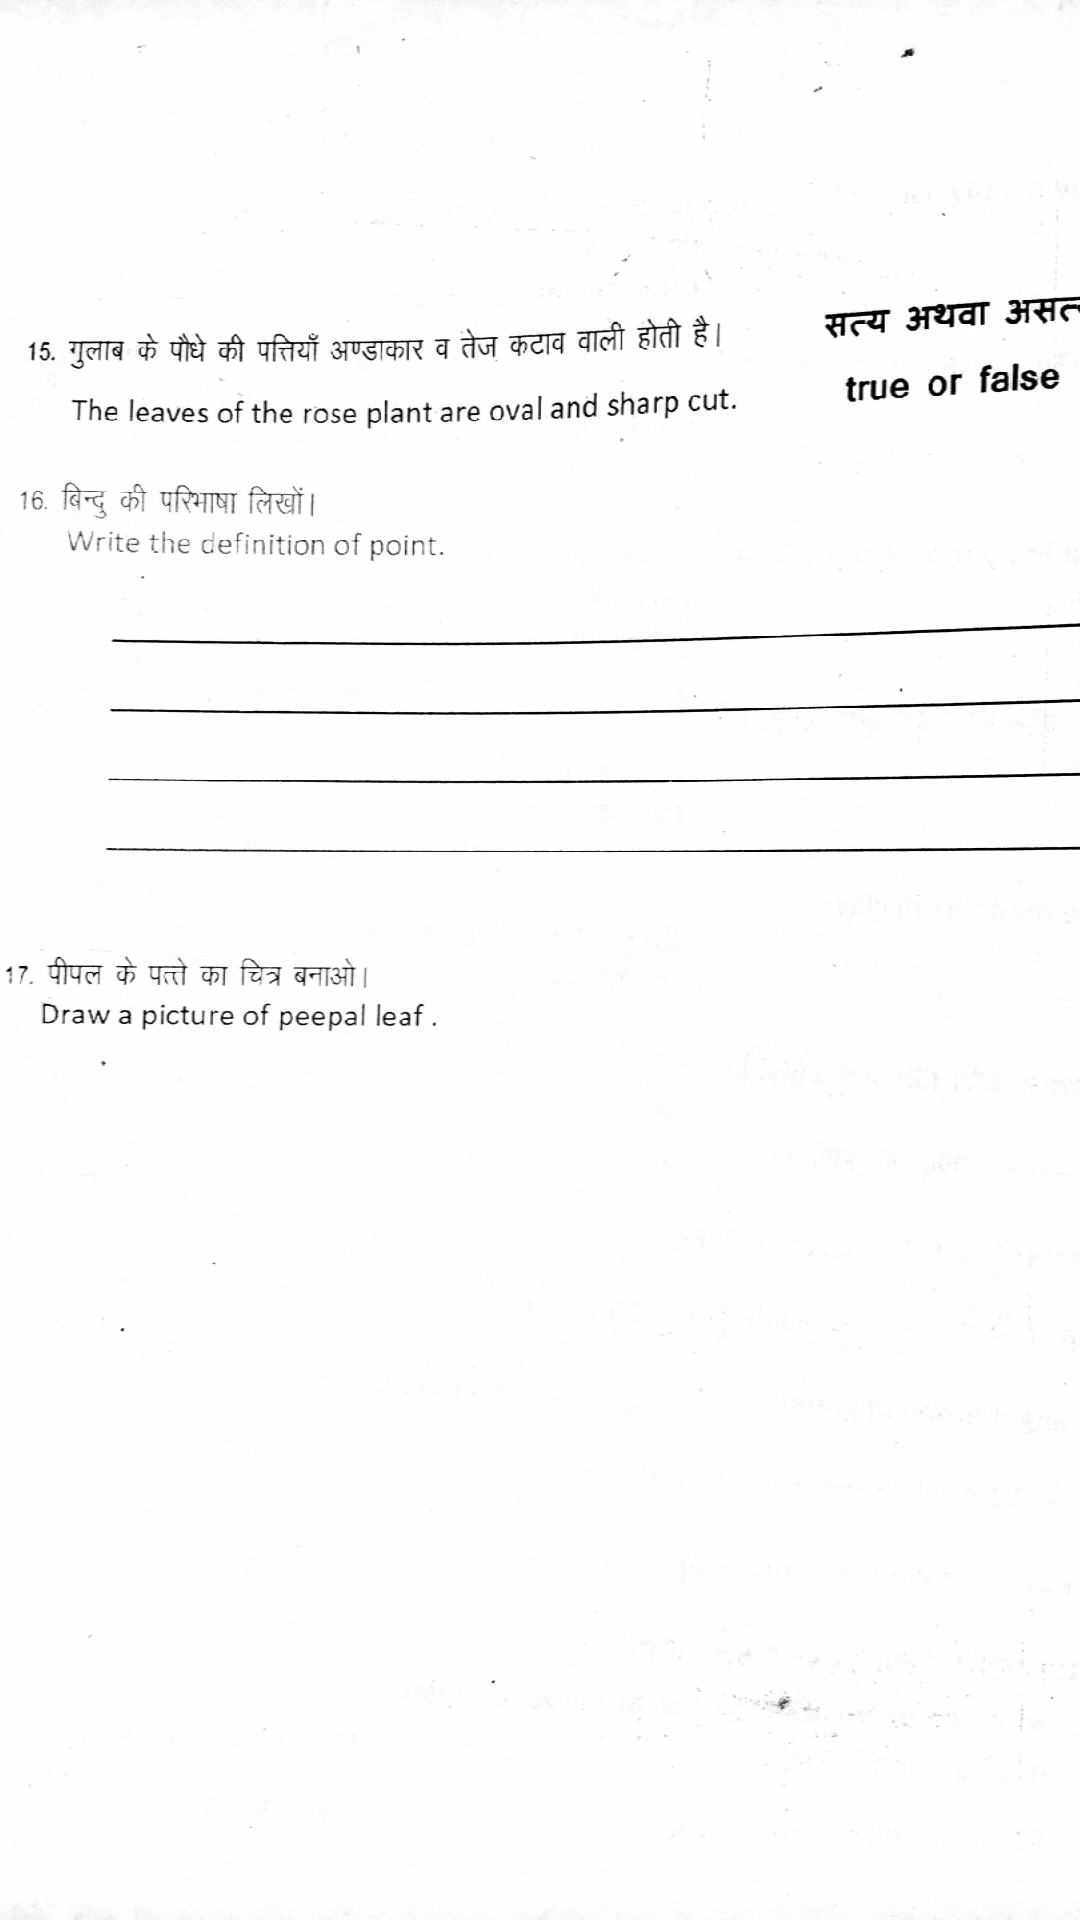 15. गुलाब के पौधे की पत्तियाँ अण्डाकार व तेज कटाव वाली होती है।
सत्य अथवा
The leaves of the rose plant are oval and sharp cut.
true or false
16. बिन्दु की परिभाषा लिखों।
Write the definition of point.
17. पीपल के पत्ते का चित्र बनाओ।
Draw a picture of peepal leaf .